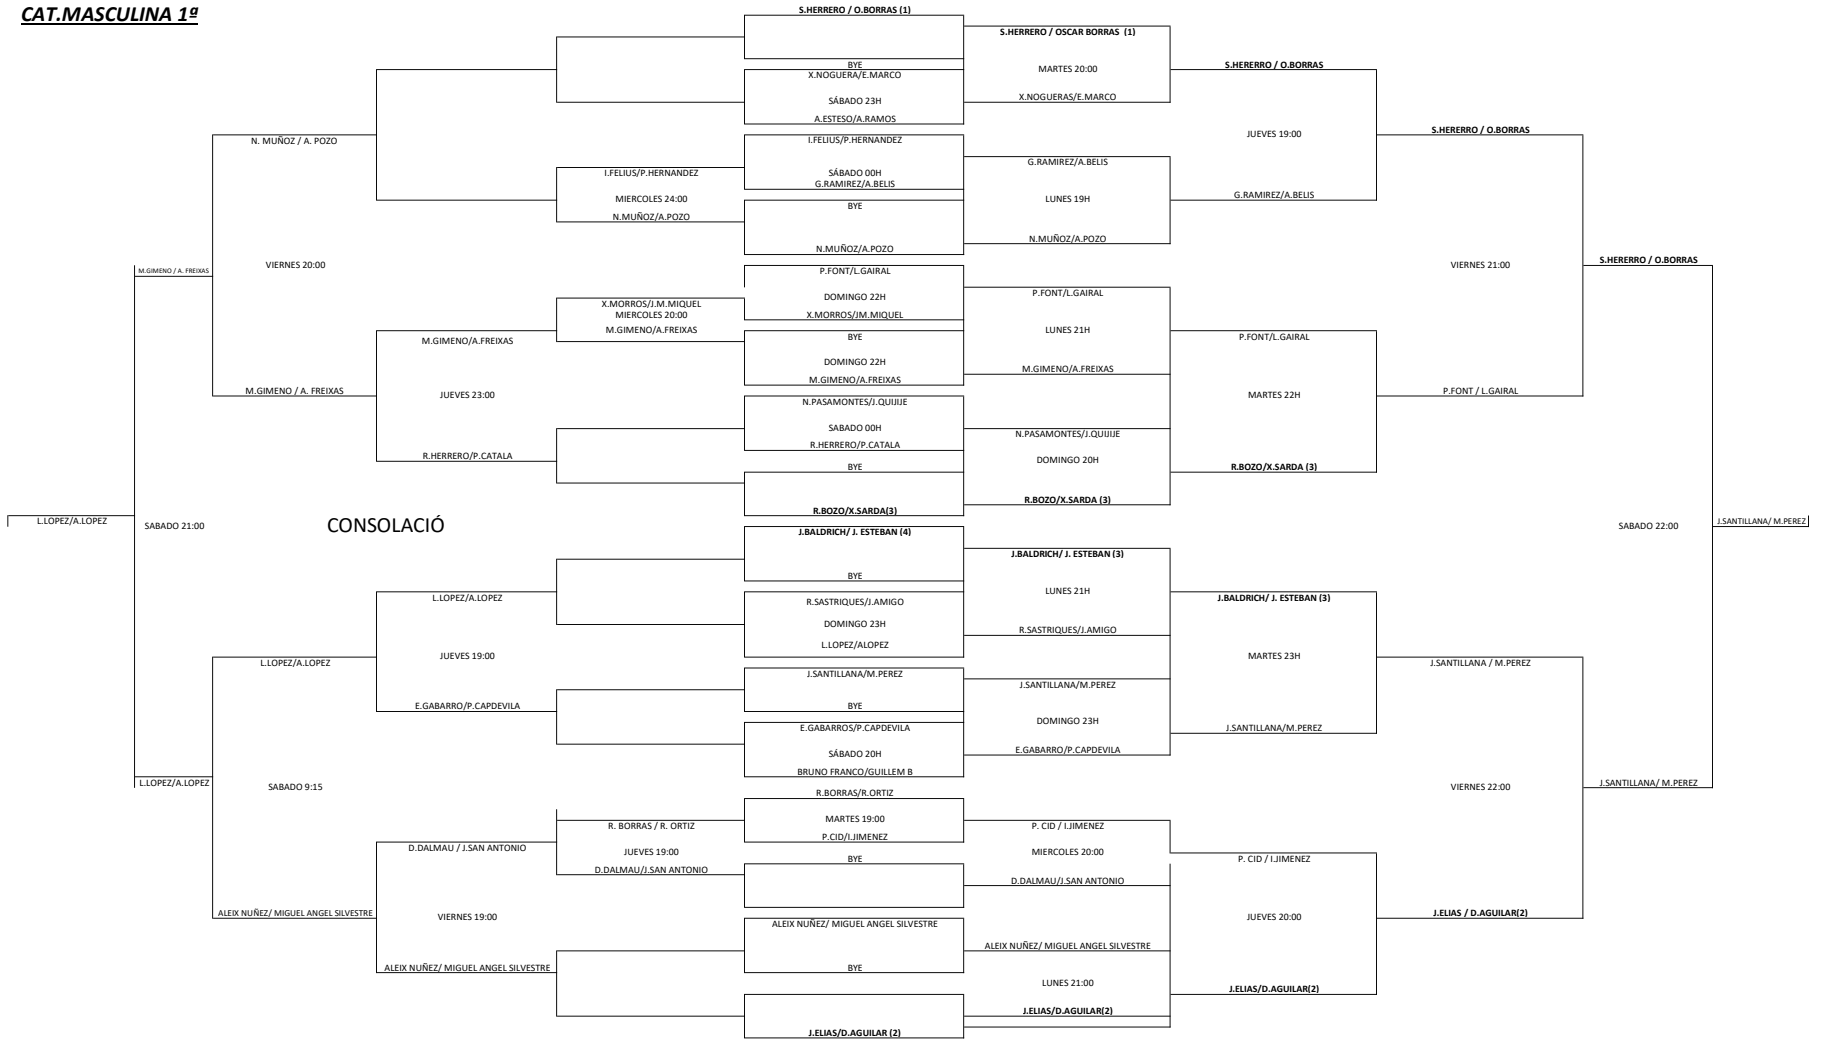 CAT.MASCULINA 1ª
S.HERRERO / O.BORRAS (1)
S.HERRERO / OSCAR BORRAS (1)
BYE
MARTES 20:00
S.HERERRO / O.BORRAS
X.NOGUERA/E.MARCO
SÁBADO 23H
X.NOGUERAS/E.MARCO
A.ESTESO/A.RAMOS
JUEVES 19:00
S.HERERRO / O.BORRAS
N. MUÑOZ / A. POZO
I.FELIUS/P.HERNANDEZ
G.RAMIREZ/A.BELIS
I.FELIUS/P.HERNANDEZ
SÁBADO 00H
G.RAMIREZ/A.BELIS
G.RAMIREZ/A.BELIS
MIERCOLES 24:00
LUNES 19H
BYE
N.MUÑOZ/A.POZO
N.MUÑOZ/A.POZO
N.MUÑOZ/A.POZO
S.HERERRO / O.BORRAS
VIERNES 20:00
VIERNES 21:00
M.GIMENO / A. FREIXAS
P.FONT/L.GAIRAL
P.FONT/L.GAIRAL
DOMINGO 22H
X.MORROS/J.M.MIQUEL
MIERCOLES 20:00
X.MORROS/JM.MIQUEL
M.GIMENO/A.FREIXAS
LUNES 21H
M.GIMENO/A.FREIXAS
BYE
P.FONT/L.GAIRAL
DOMINGO 22H
M.GIMENO/A.FREIXAS
M.GIMENO/A.FREIXAS
M.GIMENO / A. FREIXAS
JUEVES 23:00
MARTES 22H
P.FONT / L.GAIRAL
N.PASAMONTES/J.QUIJIJE
SABADO 00H
N.PASAMONTES/J.QUIJIJE
R.HERRERO/P.CATALA
R.HERRERO/P.CATALA
DOMINGO 20H
BYE
R.BOZO/X.SARDA (3)
R.BOZO/X.SARDA (3)
R.BOZO/X.SARDA(3)
L.LOPEZ/A.LOPEZ
SABADO 21:00
CONSOLACIÓ
SABADO 22:00
J.SANTILLANA/ M.PEREZ
J.BALDRICH/ J. ESTEBAN (4)
J.BALDRICH/ J. ESTEBAN (3)
BYE
LUNES 21H
L.LOPEZ/A.LOPEZ
R.SASTRIQUES/J.AMIGO
J.BALDRICH/ J. ESTEBAN (3)
DOMINGO 23H
R.SASTRIQUES/J.AMIGO
L.LOPEZ/ALOPEZ
L.LOPEZ/A.LOPEZ
JUEVES 19:00
MARTES 23H
J.SANTILLANA / M.PEREZ
J.SANTILLANA/M.PEREZ
J.SANTILLANA/M.PEREZ
E.GABARRO/P.CAPDEVILA
BYE
DOMINGO 23H
E.GABARROS/P.CAPDEVILA
J.SANTILLANA/M.PEREZ
SÁBADO 20H
E.GABARRO/P.CAPDEVILA
BRUNO FRANCO/GUILLEM B
L.LOPEZ/A.LOPEZ
SABADO 9:15
VIERNES 22:00
J.SANTILLANA/ M.PEREZ
R.BORRAS/R.ORTIZ
MARTES 19:00
R. BORRAS / R. ORTIZ
P. CID / I.JIMENEZ
P.CID/I.JIMENEZ
D.DALMAU / J.SAN ANTONIO
JUEVES 19:00
MIERCOLES 20:00
BYE
P. CID / I.JIMENEZ
D.DALMAU/J.SAN ANTONIO
D.DALMAU/J.SAN ANTONIO
ALEIX NUÑEZ/ MIGUEL ANGEL SILVESTRE
VIERNES 19:00
JUEVES 20:00
J.ELIAS / D.AGUILAR(2)
ALEIX NUÑEZ/ MIGUEL ANGEL SILVESTRE
ALEIX NUÑEZ/ MIGUEL ANGEL SILVESTRE
ALEIX NUÑEZ/ MIGUEL ANGEL SILVESTRE
BYE
LUNES 21:00
J.ELIAS/D.AGUILAR(2)
J.ELIAS/D.AGUILAR(2)
J.ELIAS/D.AGUILAR (2)